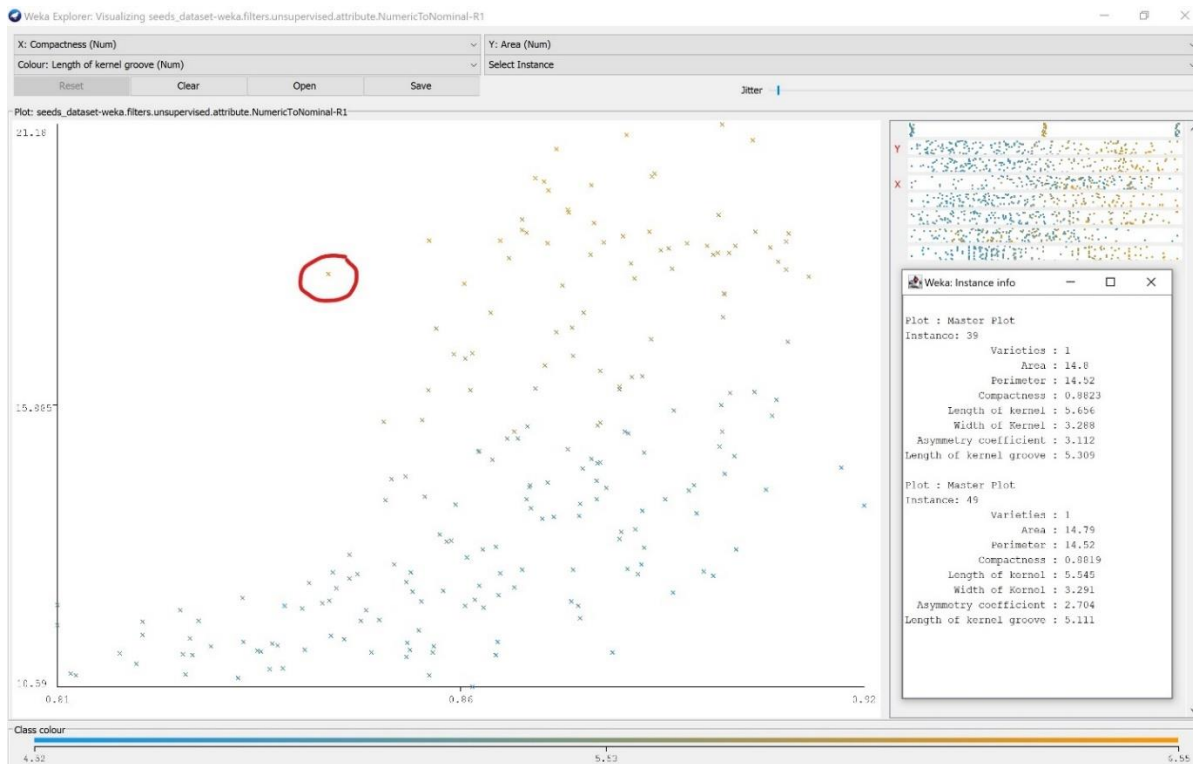 Weka Explorer: Visualizing seeds_dataset-weka.filters.unsupervised.attribute.NumericToNominal-R1
X: Compactness (Num)
Y: Area (Num)
Colour: Length of kernel groove (Num)
Select Instance
Reset Clear Open Save Jitter
Plot: seeds_dataset-weka.filters.unsupervised.attribute.NumericToNominal-R1
21.18
15.885
10.59
0.81 0.86 0.92
Y
X
Weka: Instance info
Plot : Master Plot
Instance: 39
Varieties : 1
Area : 14.8
Perimeter : 14.52
Compactness : 0.8823
Length of kernel : 5.656
Width of Kernel : 3.288
Asymmetry coefficient : 3.112
Length of kernel groove : 5.309
Plot : Master Plot
Instance: 49
Varieties : 1
Area : 14.79
Perimeter : 14.52
Compactness : 0.8819
Length of kernel : 5.545
Width of Kernel : 3.291
Asymmetry coefficient : 2.704
Length of kernel groove : 5.111
Class colour
4.52 5.53 6.55